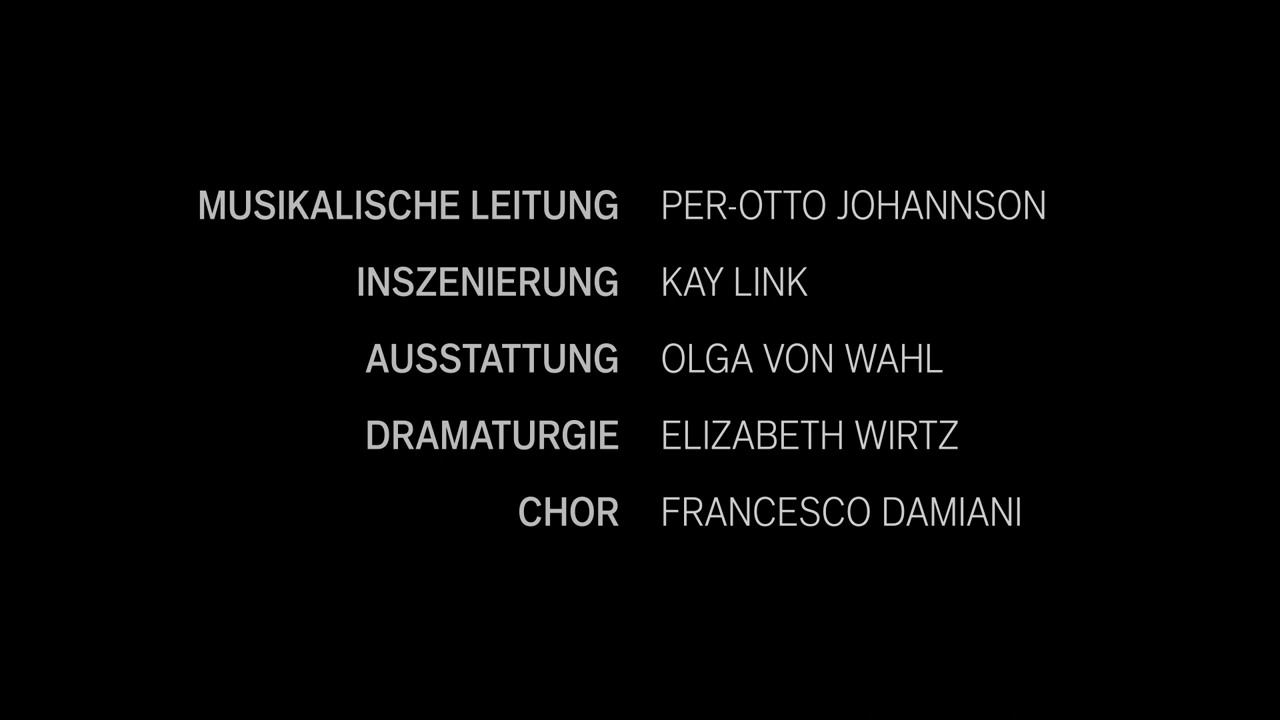 MUSIKALISCHE LEITUNG PER-OTTO JOHANNSON
INSZENIERUNG KAY LINK
AUSSTATTUNG OLGA VON WAHL
DRAMATURGIE ELIZABETH WIRTZ
CHOR FRANCESCO DAMIANI